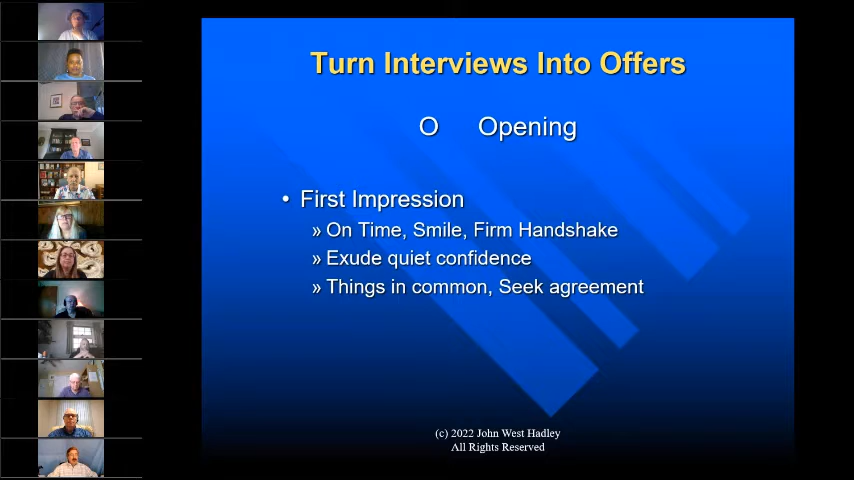 Turn Interviews Into Offers
O Opening
• First Impression
» On Time, Smile, Firm Handshake
» Exude quiet confidence
» Things in common, Seek agreement
(c) 2022 John West Hadley
All Rights Reserved